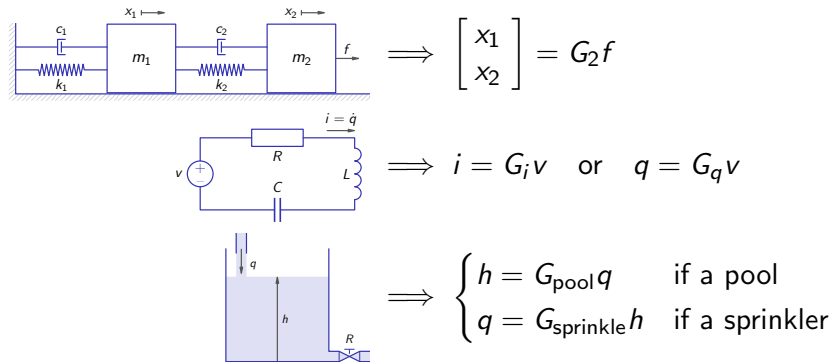 x₁ x₂
c₁ c₂
m₁ m₂ f
k₁ k₂
⟹ [x₁ x₂] = G₂f
i = q̇
R
v + − L
C
⟹ i = Gᵢv or q = G_q v
q
h
R
⟹ { h = G_pool q if a pool
q = G_sprinkle h if a sprinkler